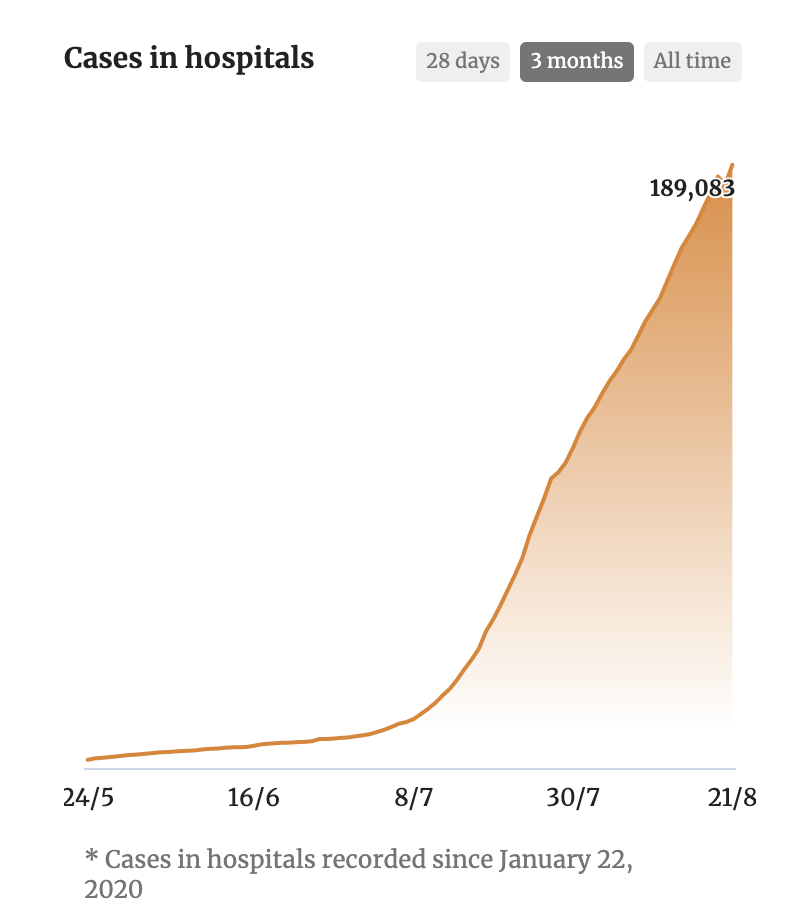 Cases in hospitals
28 days
3 months
All time
189,083
24/5
16/6
8/7
30/7
21/8
* Cases in hospitals recorded since January 22,
2020